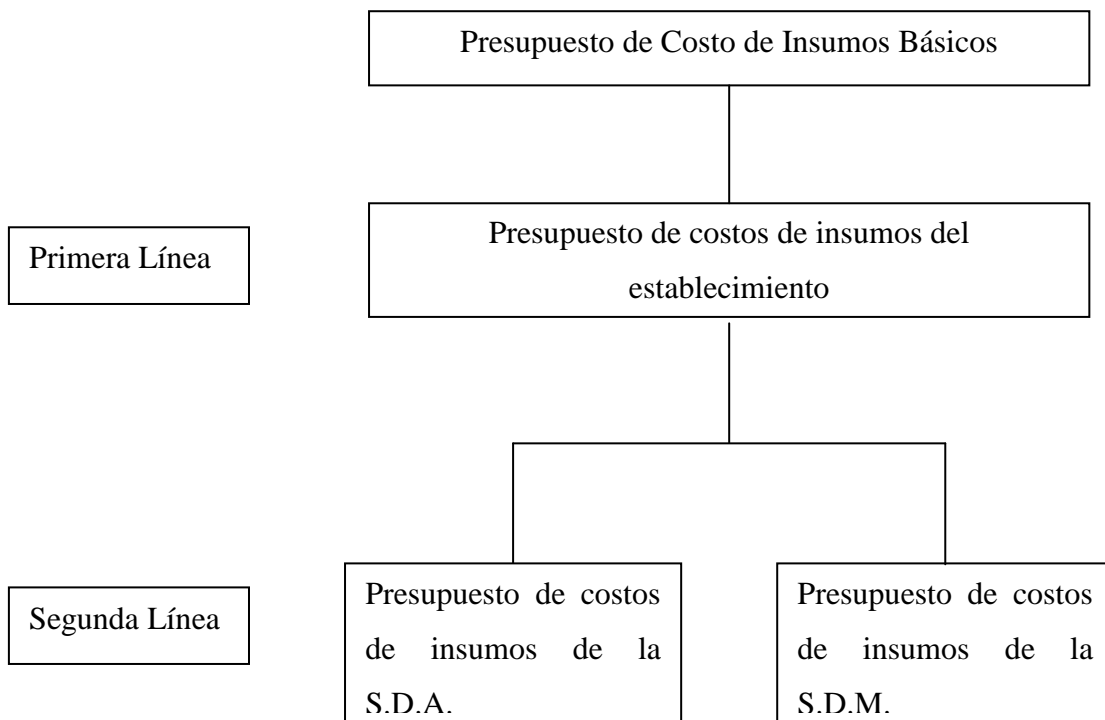 Presupuesto de Costo de Insumos Básicos
Primera Línea
Presupuesto de costos de insumos del
establecimiento
Segunda Línea
Presupuesto de costos
de insumos de la
S.D.A.
Presupuesto de costos
de insumos de la
S.D.M.